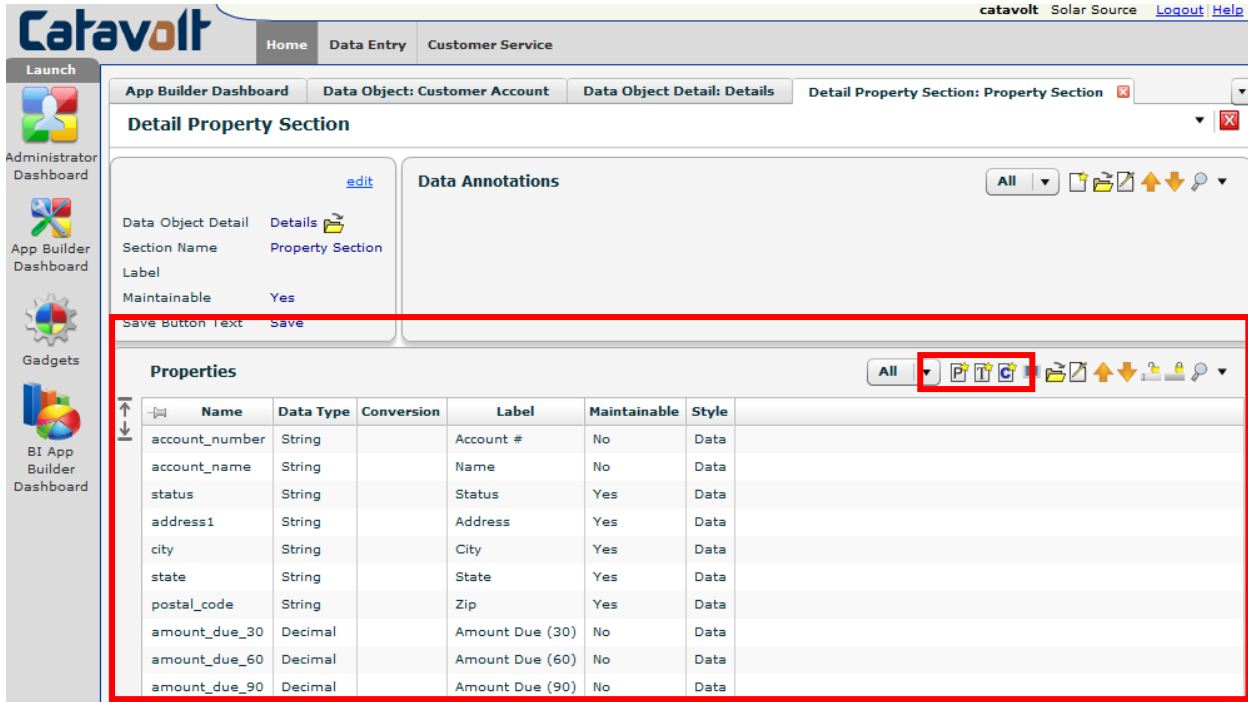 catavolt Solar Source Logout Help
Catavolt
Home Data Entry Customer Service
Launch
App Builder Dashboard Data Object: Customer Account Data Object Detail: Details Detail Property Section: Property Section
Detail Property Section
Administrator Dashboard
App Builder Dashboard
Gadgets
BI App Builder Dashboard
edit
Data Object Detail Details
Section Name Property Section
Label
Maintainable Yes
Save Button Text Save
Data Annotations All
Properties All P T C
Name Data Type Conversion Label Maintainable Style
account_number String Account # No Data
account_name String Name No Data
status String Status Yes Data
address1 String Address Yes Data
city String City Yes Data
state String State Yes Data
postal_code String Zip Yes Data
amount_due_30 Decimal Amount Due (30) No Data
amount_due_60 Decimal Amount Due (60) No Data
amount_due_90 Decimal Amount Due (90) No Data